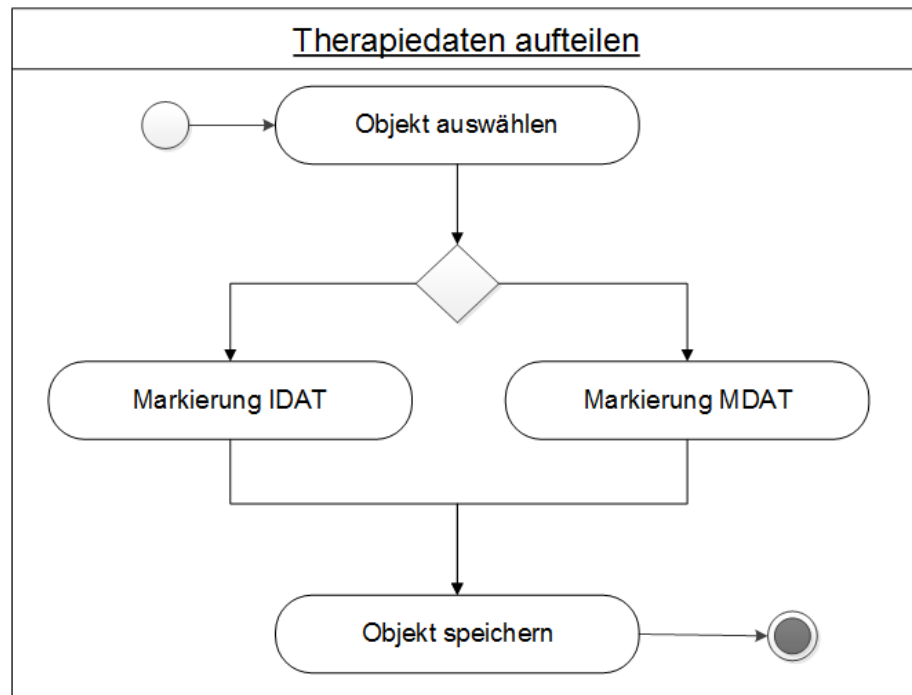 Therapiedaten aufteilen
Objekt auswählen
Markierung IDAT
Markierung MDAT
Objekt speichern